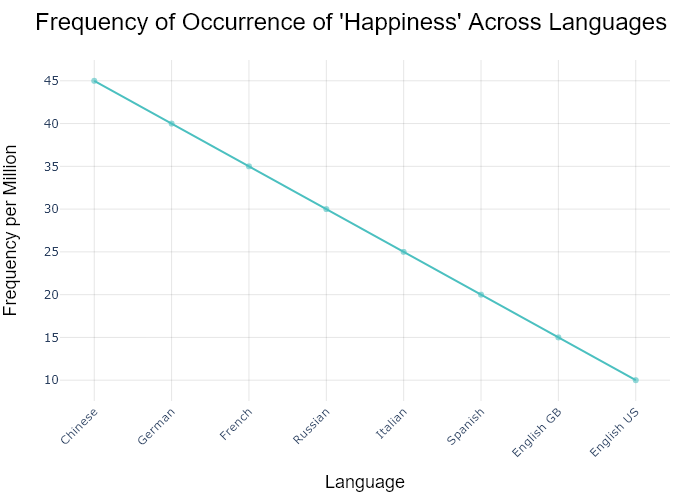 Frequency of Occurrence of 'Happiness' Across Languages
Frequency per Million
45
40
35
30
25
20
15
10
Chinese
German
French
Russian
Italian
Spanish
English GB
English US
Language